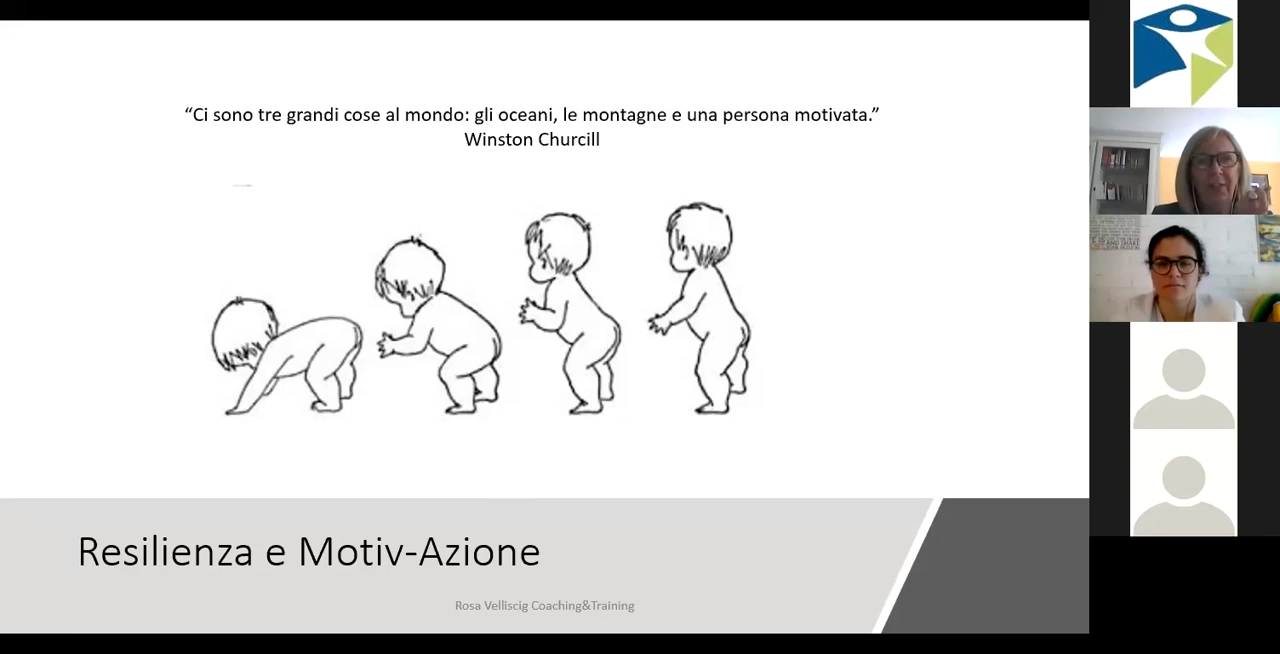 “Ci sono tre grandi cose al mondo: gli oceani, le montagne e una persona motivata.”
Winston Churcill
Resilienza e Motiv-Azione
Rosa Velliscig Coaching&Training